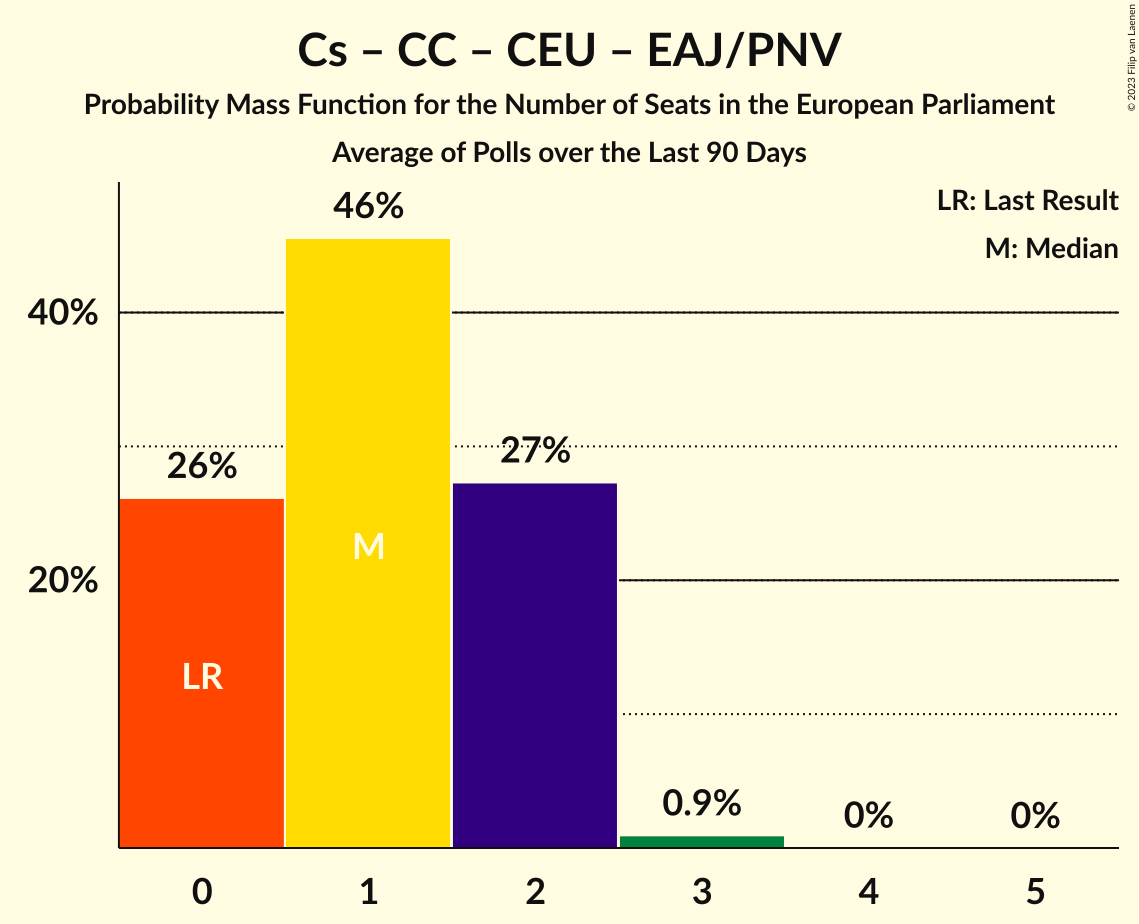 Cs – CC – CEU – EAJ/PNV
Probability Mass Function for the Number of Seats in the European Parliament
Average of Polls over the Last 90 Days
© 2023 Filip van Laenen
LR: Last Result
M: Median
46%
40%
26%
27%
M
20%
LR
0.9%
0%
0%
0 1 2 3 4 5